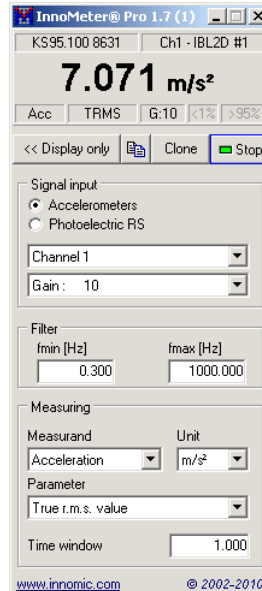 InnoMeter® Pro 1.7 (1)
KS95.100 8631 Ch1 - IBL2D #1
7.071 m/s²
Acc TRMS G:10 <1% >95%
<< Display only Clone Stop
Signal input
Accelerometers
Photoelectric RS
Channel 1
Gain : 10
Filter
fmin [Hz] fmax [Hz]
0.300 1000.000
Measuring
Measurand Unit
Acceleration m/s²
Parameter
True r.m.s. value
Time window 1.000
www.innomic.com © 2002-2010